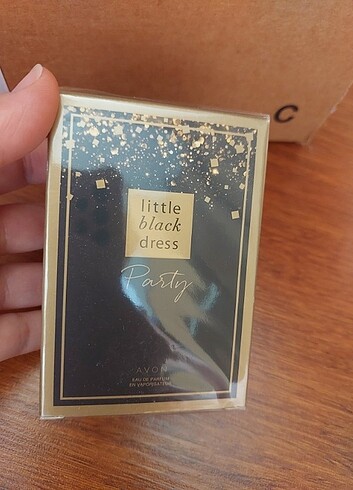 C
little
black
dress
Party
AVON
EAU DE PARFUM
EN VAPORISATEUR